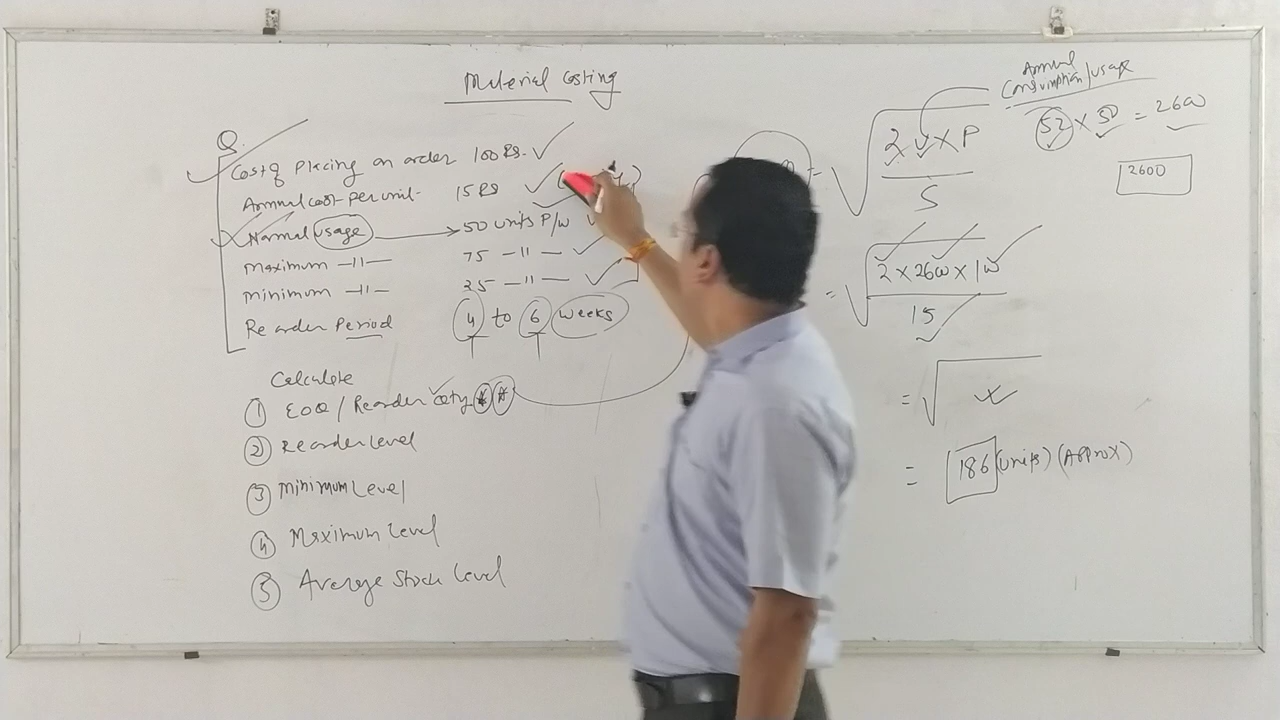 Material Costing
Q.
Cost of Placing an order 100 RS.
Annual cost per unit 15 RS
Normal usage 50 units P/W
Maximum -11- 75 -11-
Minimum -11- 25 -11-
Reorder Period 4 to 6 weeks
Calculate
① EOQ / Reorder Qty
② Reorder Level
③ Minimum Level
④ Maximum Level
⑤ Average Stock Level
Annual
Consumption/usage
52 × 50 = 2600
2600
= √ 2 U × P
S
= √ 2 × 2600 × 100
15
= √
= 186 (units) (Approx)